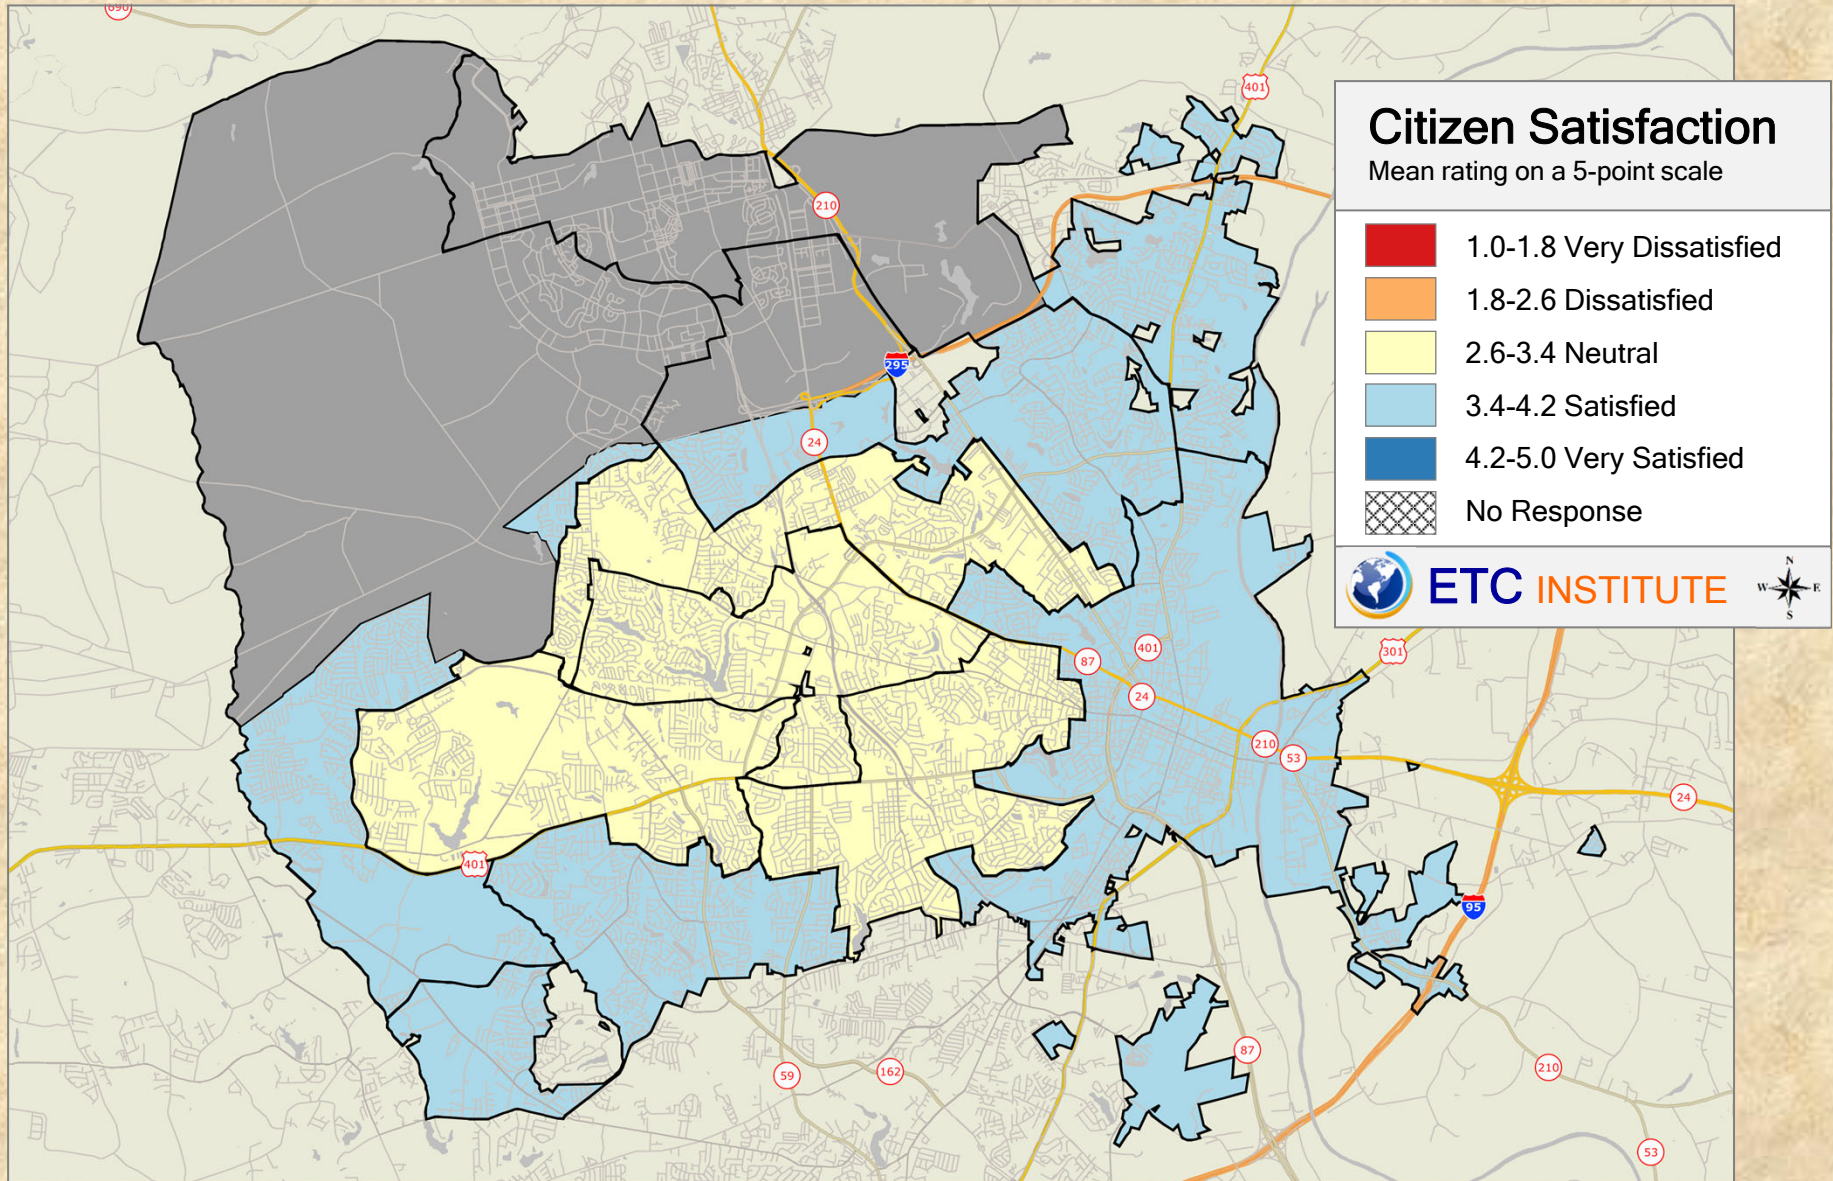 690
401
Citizen Satisfaction
Mean rating on a 5-point scale
210
1.0-1.8 Very Dissatisfied
1.8-2.6 Dissatisfied
2.6-3.4 Neutral
295
3.4-4.2 Satisfied
24
4.2-5.0 Very Satisfied
No Response
ETC INSTITUTE
N
W E
S
401
301
87
24
210
53
24
401
95
87
59
162
210
53